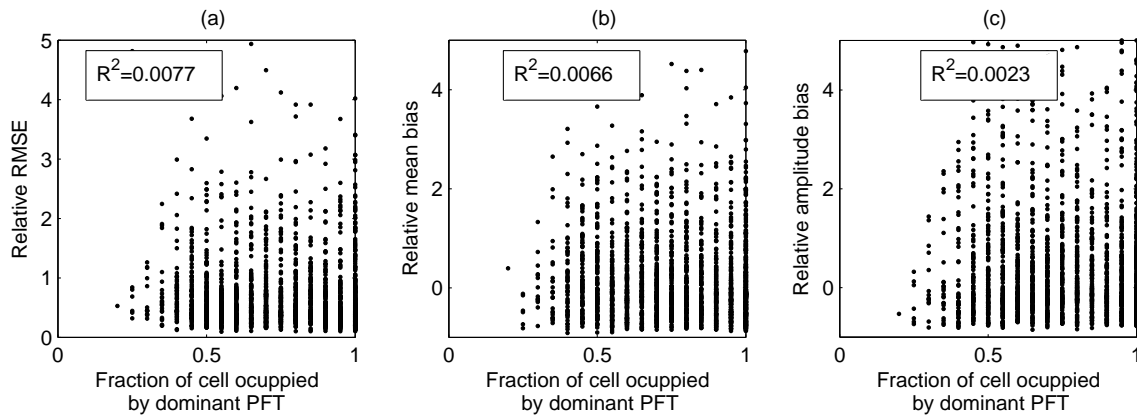 (a)
R²=0.0077
Relative RMSE
5
4
3
2
1
0
0
0.5
1
Fraction of cell ocuppied
by dominant PFT
(b)
R²=0.0066
Relative mean bias
4
2
0
0
0.5
1
Fraction of cell ocuppied
by dominant PFT
(c)
R²=0.0023
Relative amplitude bias
4
2
0
0
0.5
1
Fraction of cell ocuppied
by dominant PFT